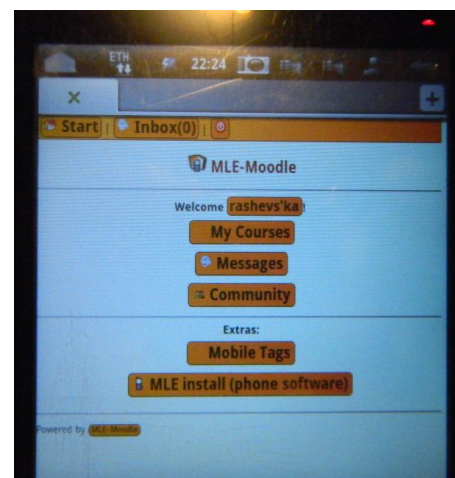 ETH 22:24
Start | Inbox(0) |
MLE-Moodle
Welcome rashevs'ka!
My Courses
Messages
Community
Extras:
Mobile Tags
MLE install (phone software)
Powered by MLE-Moodle